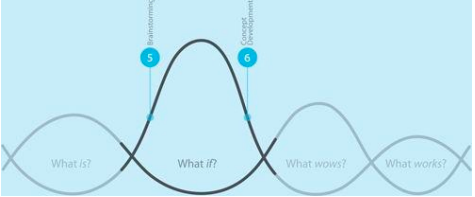 Brainstorming
5
Concept
Development
6
What is?
What if?
What wows?
What works?